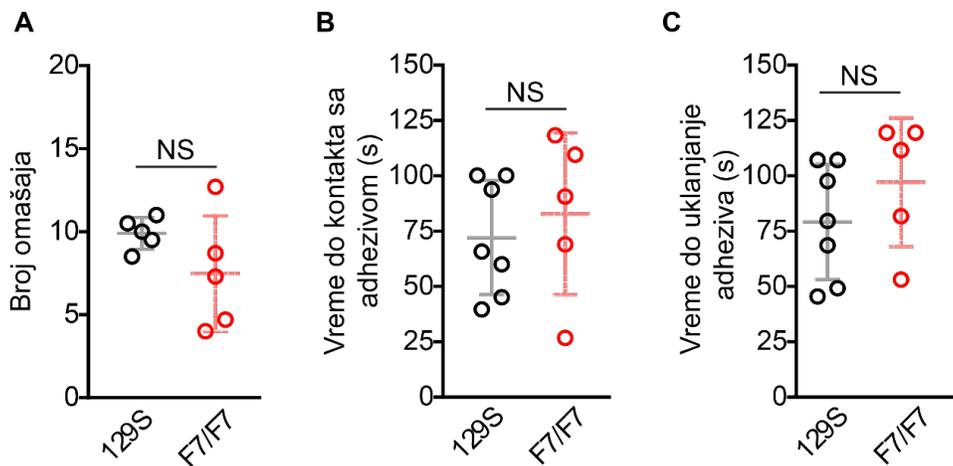 A
Broj omašaja
20
15
10
5
0
NS
129S
F7/F7
B
Vreme do kontakta sa
adhezivom (s)
150
125
100
75
50
25
0
NS
129S
F7/F7
C
Vreme do uklanjanje
adheziva (s)
150
125
100
75
50
25
0
NS
129S
F7/F7